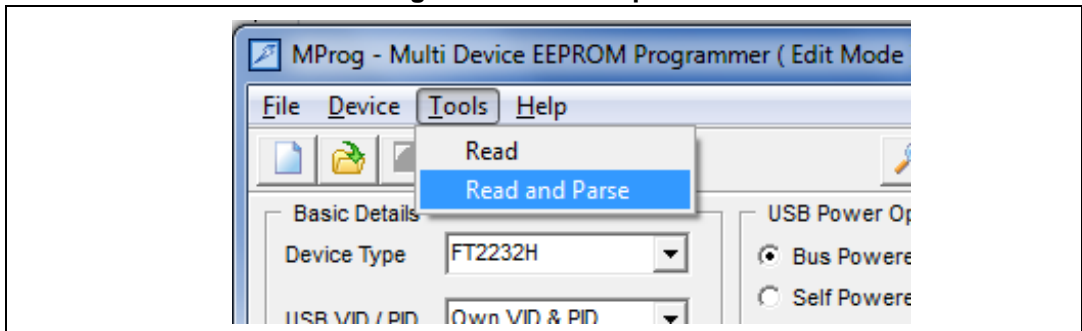 MProg - Multi Device EEPROM Programmer ( Edit Mode
File Device Tools Help
Read
Read and Parse
Basic Details
USB Power Op
Device Type FT2232H
Bus Powere
Self Powere
USB VID / PID Own VID & PID